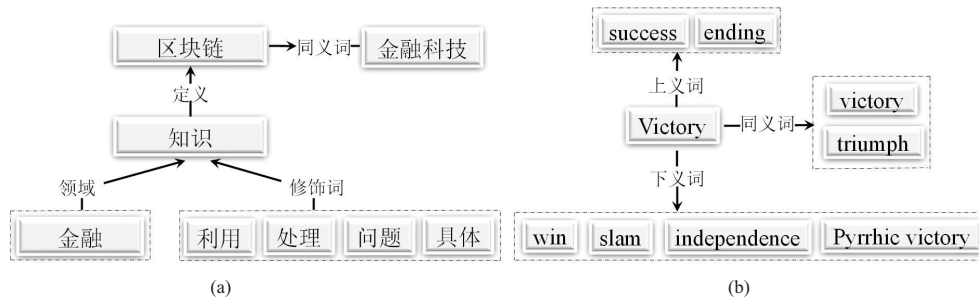 区块链
同义词
金融科技
定义
知识
领域
修饰词
金融
利用
处理
问题
具体
(a)
success
ending
上义词
Victory
同义词
victory
triumph
下义词
win
slam
independence
Pyrrhic victory
(b)